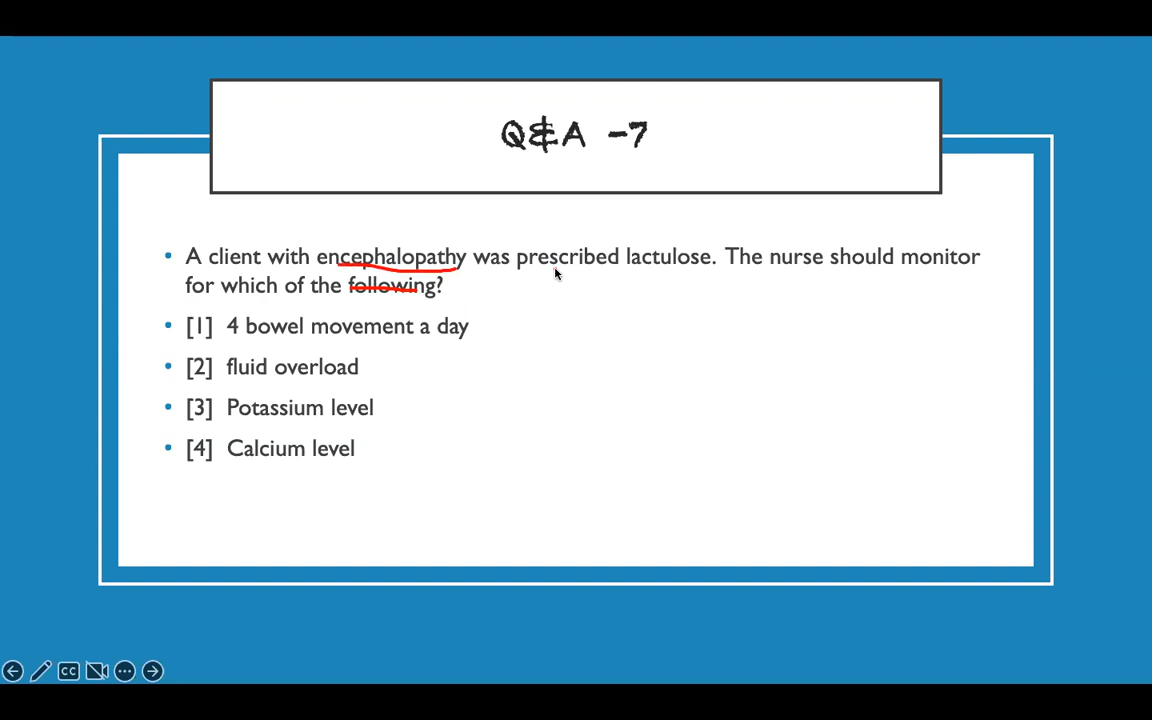 Q&A -7
• A client with encephalopathy was prescribed lactulose. The nurse should monitor
for which of the following?
• [1] 4 bowel movement a day
• [2] fluid overload
• [3] Potassium level
• [4] Calcium level
CC